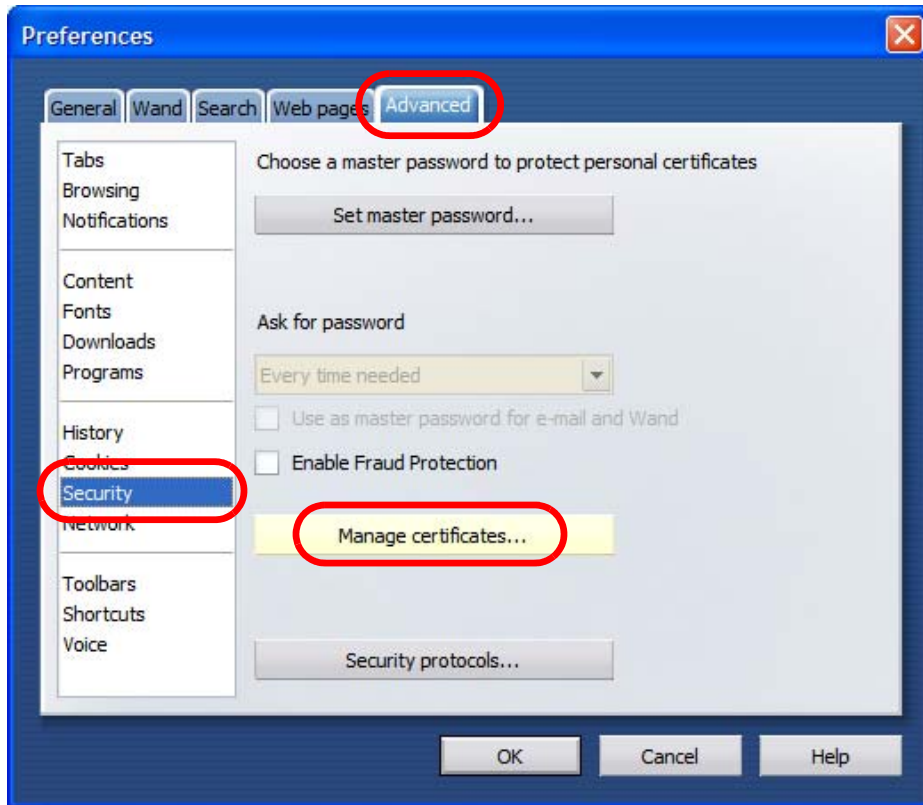 Preferences
General Wand Search Web pages Advanced
Tabs
Browsing
Notifications
Content
Fonts
Downloads
Programs
History
Cookies
Security
Network
Toolbars
Shortcuts
Voice
Choose a master password to protect personal certificates
Set master password...
Ask for password
Every time needed
Use as master password for e-mail and Wand
Enable Fraud Protection
Manage certificates...
Security protocols...
OK Cancel Help